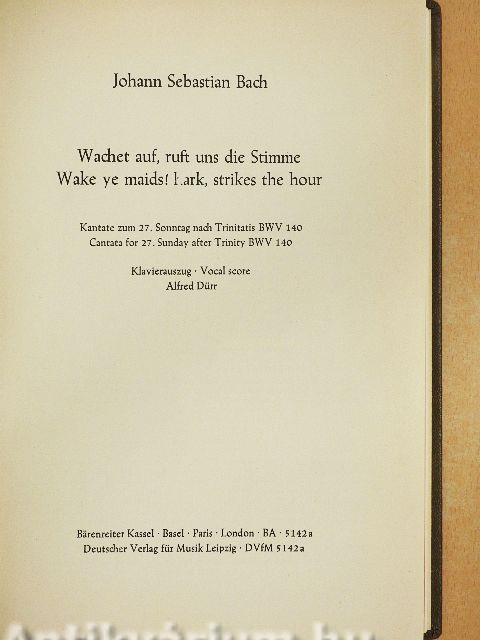 Johann Sebastian Bach
Wachet auf, ruft uns die Stimme
Wake ye maids! Hark, strikes the hour
Kantate zum 27. Sonntag nach Trinitatis BWV 140
Cantata for 27. Sunday after Trinity BWV 140
Klavierauszug · Vocal score
Alfred Dürr
Bärenreiter Kassel · Basel · Paris · London · BA · 5142a
Deutscher Verlag für Musik Leipzig · DVfM 5142a
Antikvárium.hu